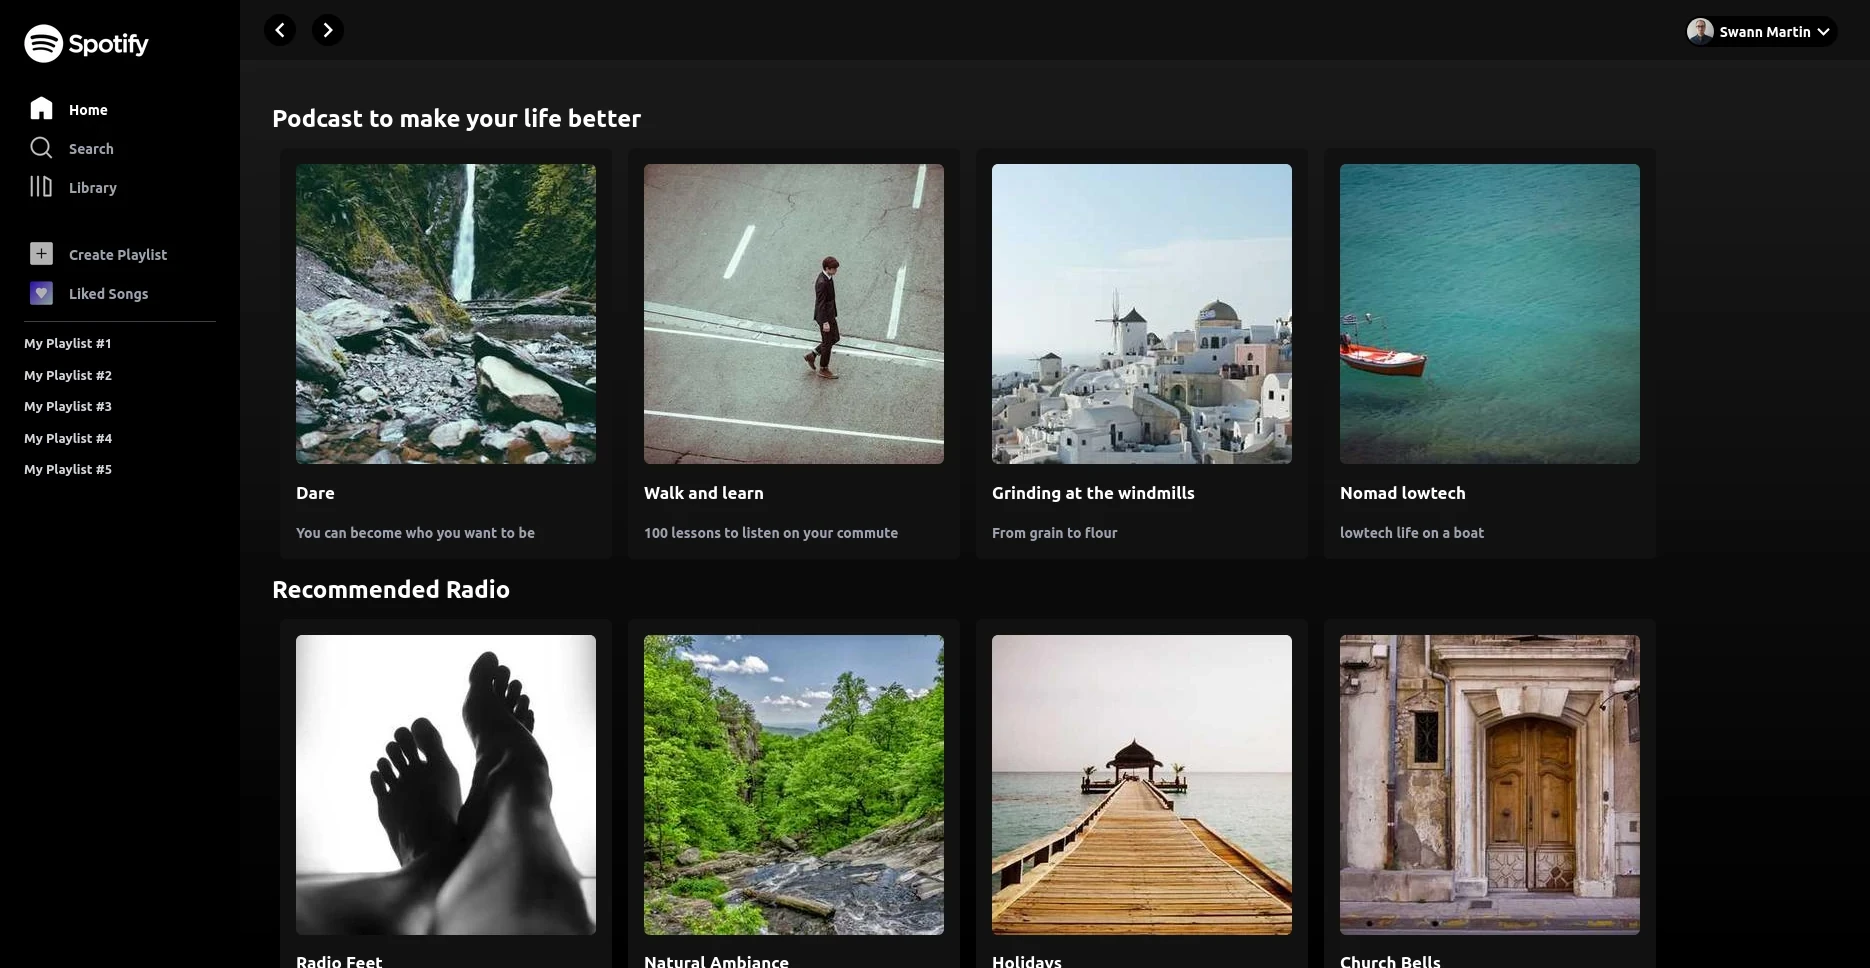 Spotify
Home
Search
Library
Create Playlist
Liked Songs
My Playlist #1
My Playlist #2
My Playlist #3
My Playlist #4
My Playlist #5
Swann Martin
Podcast to make your life better
Dare
You can become who you want to be
Walk and learn
100 lessons to listen on your commute
Grinding at the windmills
From grain to flour
Nomad lowtech
lowtech life on a boat
Recommended Radio
Radio Feet
Natural Ambiance
Holidays
Church Bells